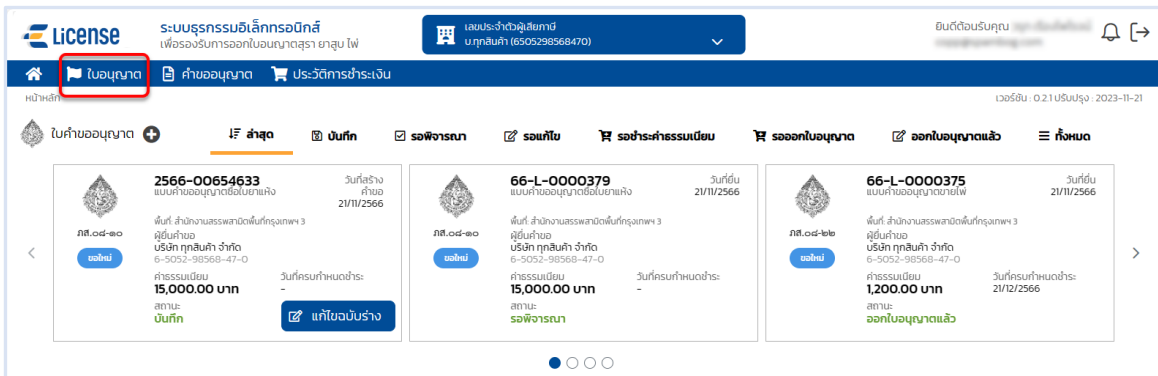 License
ระบบธุรกรรมอิเล็กทรอนิกส์
เพื่อรองรับการออกใบอนุญาตสุรา ยาสูบ ไพ่
เลขประจำตัวผู้เสียภาษี
บ.ทุกสินค้า (6505298568470)
ยินดีต้อนรับคุณ
ใบอนุญาต
คำขออนุญาต
ประวัติการชำระเงิน
หน้าหลัก
เวอร์ชัน : 0.2.1 ปรับปรุง : 2023-11-21
ใบคำขออนุญาต
ล่าสุด
บันทึก
รอพิจารณา
รอแก้ไข
รอชำระค่าธรรมเนียม
รอออกใบอนุญาต
ออกใบอนุญาตแล้ว
ทั้งหมด
ภส.๐๔-๑๐
ขอใหม่
2566-00654633
แบบคำขออนุญาตซื้อใบยาแห้ง
วันที่สร้าง
คำขอ
21/11/2566
พื้นที่: สำนักงานสรรพสามิตพื้นที่กรุงเทพฯ 3
ผู้ยื่นคำขอ
บริษัท ทุกสินค้า จำกัด
6-5052-98568-47-0
ค่าธรรมเนียม
15,000.00 บาท
วันที่ครบกำหนดชำระ:
-
สถานะ:
บันทึก
แก้ไขฉบับร่าง
ภส.๐๔-๑๐
ขอใหม่
66-L-0000379
แบบคำขออนุญาตซื้อใบยาแห้ง
วันที่ยื่น
21/11/2566
พื้นที่: สำนักงานสรรพสามิตพื้นที่กรุงเทพฯ 3
ผู้ยื่นคำขอ
บริษัท ทุกสินค้า จำกัด
6-5052-98568-47-0
ค่าธรรมเนียม
15,000.00 บาท
วันที่ครบกำหนดชำระ:
-
สถานะ:
รอพิจารณา
ภส.๐๔-๒๒
ขอใหม่
66-L-0000375
แบบคำขออนุญาตขายไพ่
วันที่ยื่น
21/11/2566
พื้นที่: สำนักงานสรรพสามิตพื้นที่กรุงเทพฯ 3
ผู้ยื่นคำขอ
บริษัท ทุกสินค้า จำกัด
6-5052-98568-47-0
ค่าธรรมเนียม
1,200.00 บาท
วันที่ครบกำหนดชำระ:
21/12/2566
สถานะ:
ออกใบอนุญาตแล้ว